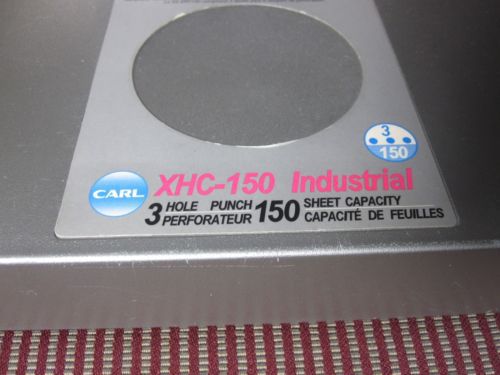 CARL
XHC-150 Industrial
3 HOLE PUNCH 150 SHEET CAPACITY
PERFORATEUR CAPACITÉ DE FEUILLES
3
150